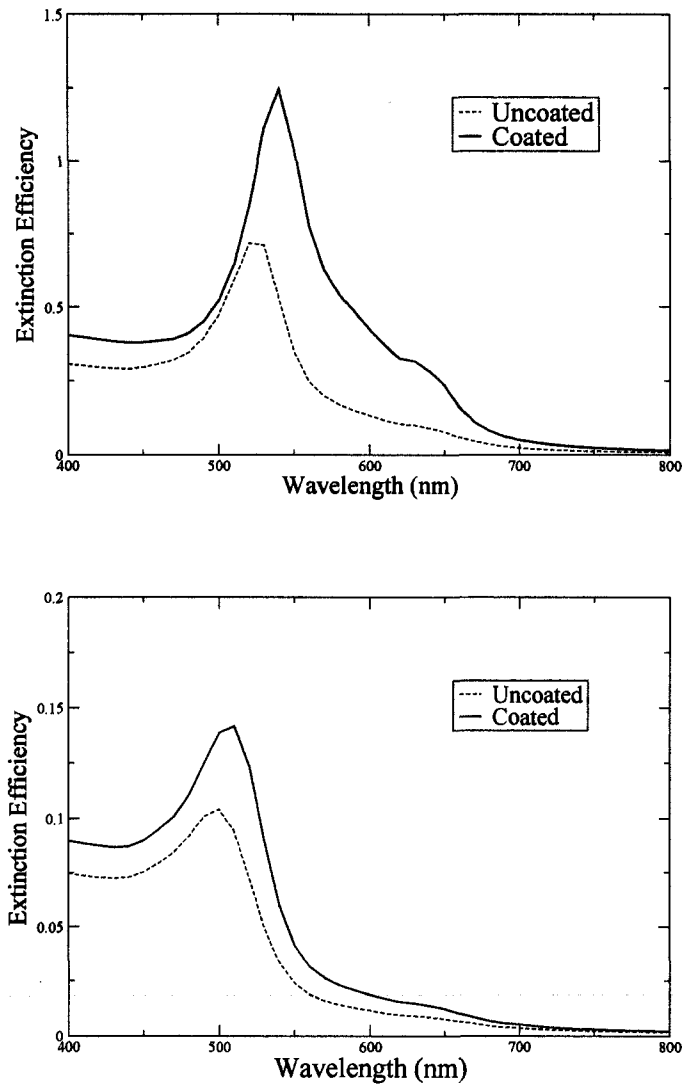 1.5
1
0.5
0
Extinction Efficiency
Uncoated
Coated
400 500 600 700 800
Wavelength (nm)
0.2
0.15
0.1
0.05
0
Extinction Efficiency
Uncoated
Coated
400 500 600 700 800
Wavelength (nm)